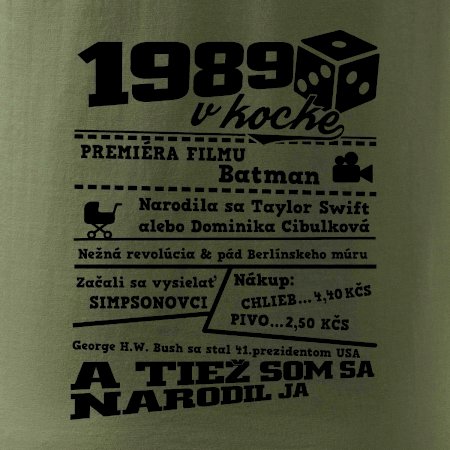 1989
v kocke
PREMIÉRA FILMU
Batman
Narodila sa Taylor Swift
alebo Dominika Cibulková
Nežná revolúcia & pád Berlínskeho múru
Začali sa vysielať
SIMPSONOVCI
Nákup:
CHLIEB...4,40 KČS
PIVO...2,50 KČS
George H.W. Bush sa stal 41.prezidentom USA
A TIEŽ SOM SA
NARODIL JA